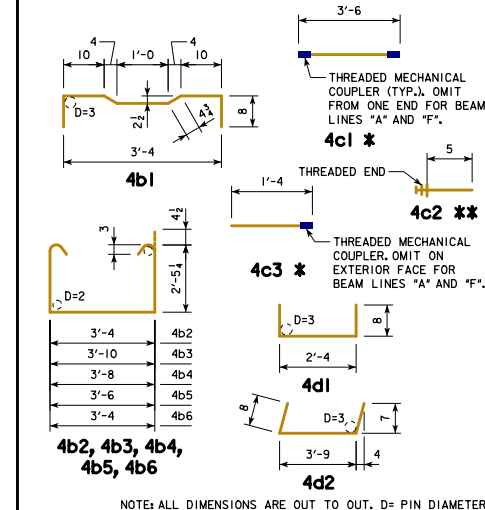 4 4
10 1'-0 10
D=3
2½
4¾
8
3'-4
4b1
3'-6
THREADED MECHANICAL
COUPLER (TYP.). OMIT
FROM ONE END FOR BEAM
LINES "A" AND "F".
4c1 *
THREADED END
5
4c2 **
1'-4
4c3 *
THREADED MECHANICAL
COUPLER. OMIT ON
EXTERIOR FACE FOR
BEAM LINES "A" AND "F".
3
4½
2'-5¼
D=2
3'-4 4b2
3'-10 4b3
3'-8 4b4
3'-6 4b5
3'-4 4b6
4b2, 4b3, 4b4,
4b5, 4b6
D=3
8
2'-4
4d1
8
D=3
7
3'-9 4
4d2
NOTE: ALL DIMENSIONS ARE OUT TO OUT. D= PIN DIAMETER